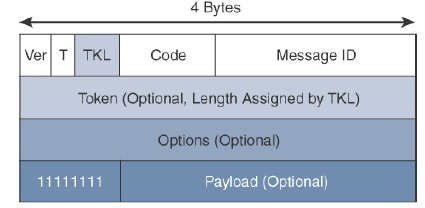 4 Bytes
Ver T TKL Code Message ID
Token (Optional, Length Assigned by TKL)
Options (Optional)
11111111 Payload (Optional)